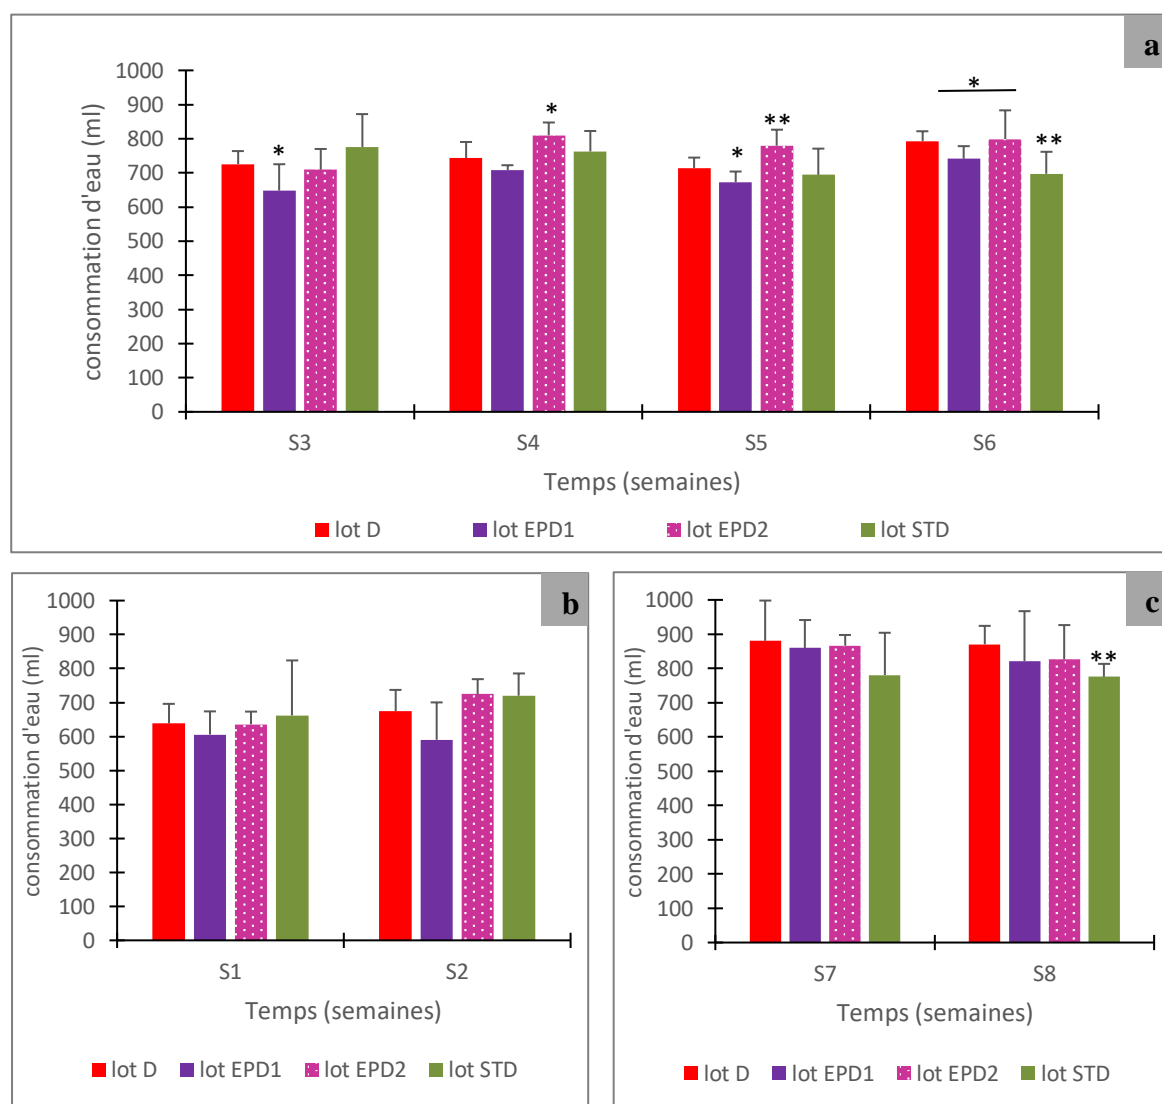 a
consommation d'eau (ml)
1000
900
800
700
600
500
400
300
200
100
0
*
*
*
**
*
**
S3 S4 S5 S6
Temps (semaines)
lot D lot EPD1 lot EPD2 lot STD
b
consommation d'eau (ml)
1000
900
800
700
600
500
400
300
200
100
0
S1 S2
Temps (semaines)
lot D lot EPD1 lot EPD2 lot STD
c
consommation d'eau (ml)
1000
900
800
700
600
500
400
300
200
100
0
**
S7 S8
Temps (semaines)
lot D lot EPD1 lot EPD2 lot STD